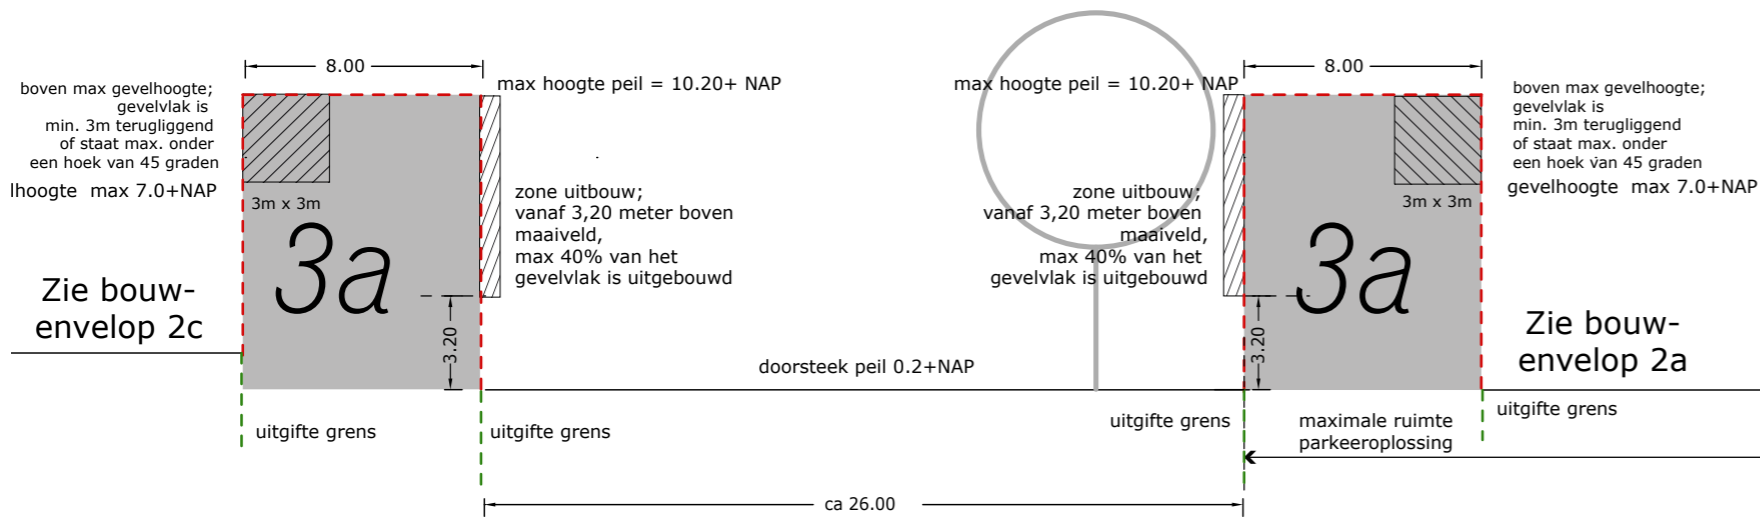 8.00
boven max gevelhoogte;
gevelvlak is
min. 3m terugliggend
of staat max. onder
een hoek van 45 graden
lhoogte max 7.0+NAP
3m x 3m
3a
Zie bouw-
envelop 2c
3.20
max hoogte peil = 10.20+ NAP
zone uitbouw;
vanaf 3,20 meter boven
maaiveld,
max 40% van het
gevelvlak is uitgebouwd
doorsteek peil 0.2+NAP
uitgifte grens
uitgifte grens
ca 26.00
max hoogte peil = 10.20+ NAP
zone uitbouw;
vanaf 3,20 meter boven
maaiveld,
max 40% van het
gevelvlak is uitgebouwd
8.00
3m x 3m
3a
3.20
boven max gevelhoogte;
gevelvlak is
min. 3m terugliggend
of staat max. onder
een hoek van 45 graden
gevelhoogte max 7.0+NAP
Zie bouw-
envelop 2a
uitgifte grens
maximale ruimte
parkeeroplossing
uitgifte grens